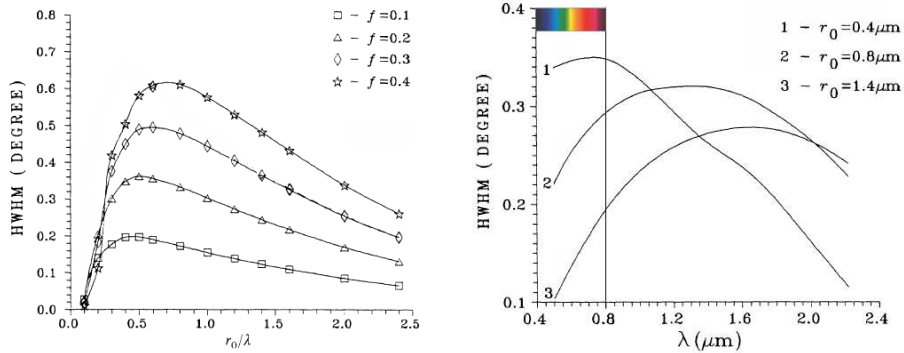 HWHM ( DEGREE)
0.8
0.7
0.6
0.5
0.4
0.3
0.2
0.1
0.0
0.0 0.5 1.0 1.5 2.0 2.5
r₀/λ
□ - f=0.1
△ - f=0.2
◇ - f=0.3
☆ - f=0.4
HWHM ( DEGREE)
0.4
0.3
0.2
0.1
0.4 0.8 1.2 1.6 2.0 2.4
λ(μm)
1 - r₀=0.4μm
2 - r₀=0.8μm
3 - r₀=1.4μm
1
2
3